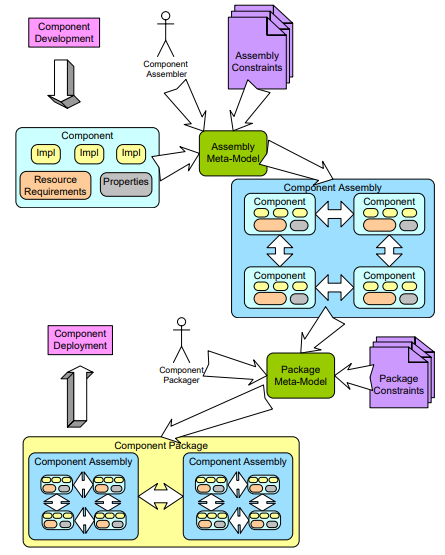 Component
Development
Component
Assembler
Assembly
Constraints
Component
Impl
Impl
Impl
Resource
Requirements
Properties
Assembly
Meta-Model
Component Assembly
Component
Component
Component
Component
Component
Deployment
Component
Packager
Package
Meta-Model
Package
Constraints
Component Package
Component Assembly
Component Assembly